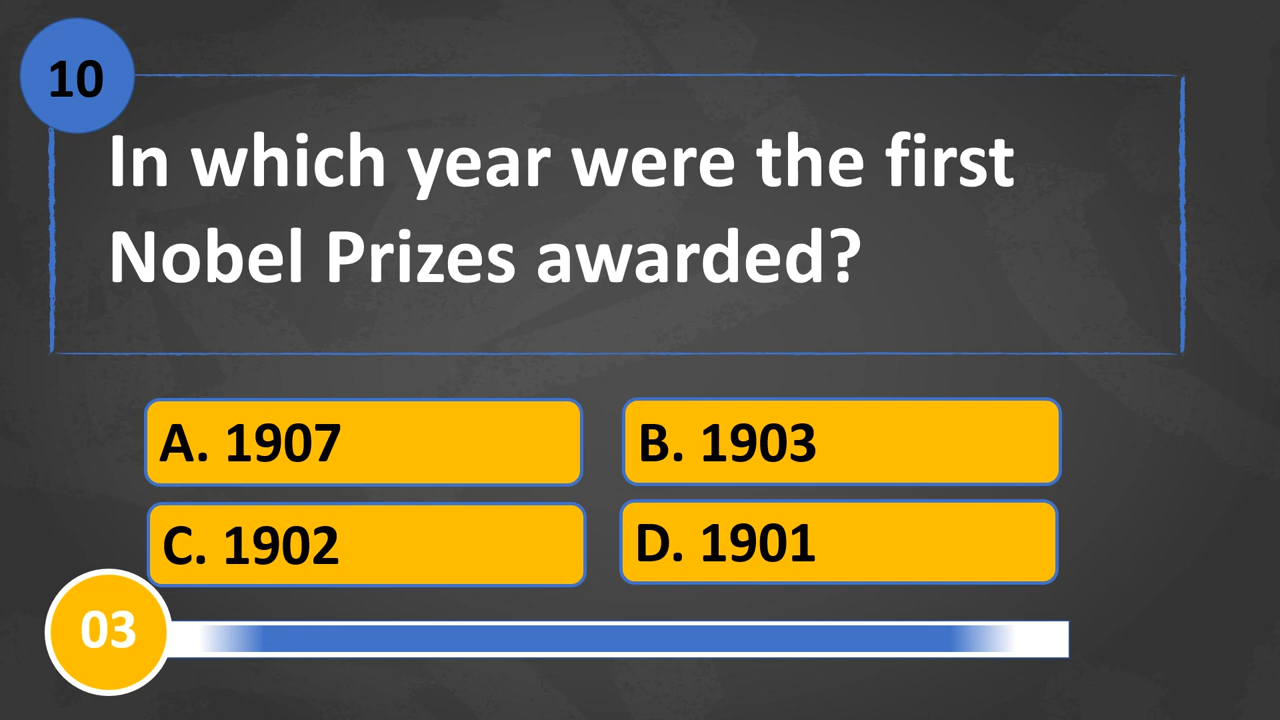 10
In which year were the first
Nobel Prizes awarded?
A. 1907
B. 1903
C. 1902
D. 1901
03